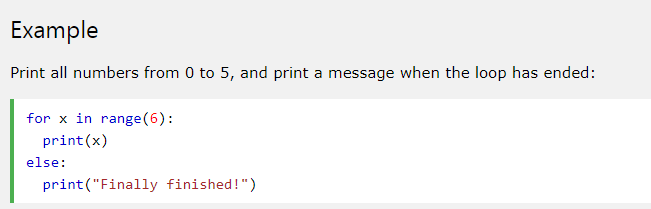 Example
Print all numbers from 0 to 5, and print a message when the loop has ended:
for x in range(6):
  print(x)
else:
  print("Finally finished!")